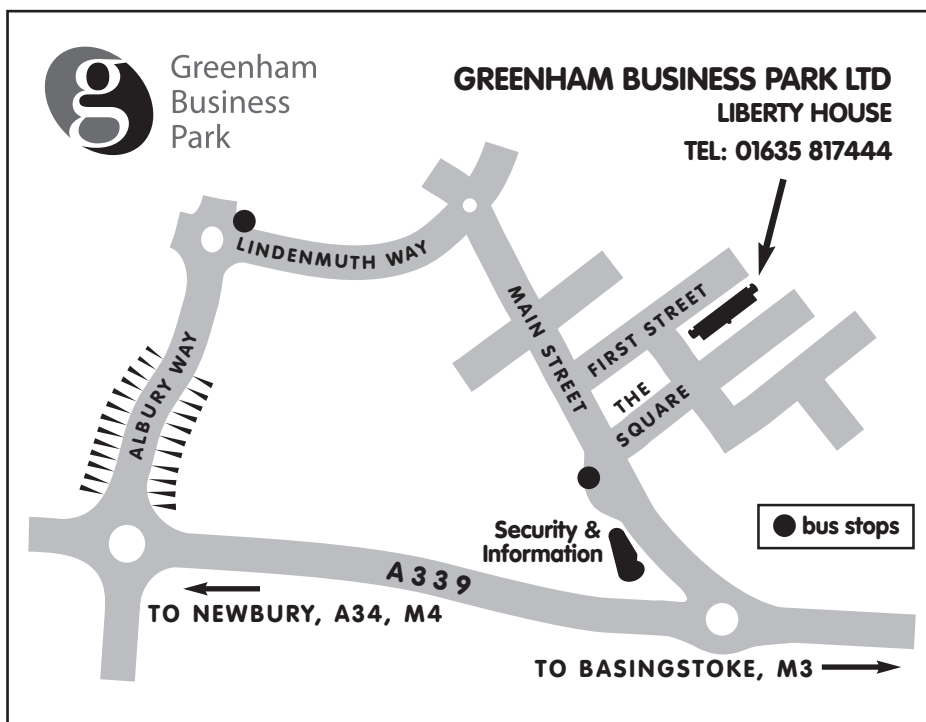 g
Greenham
Business
Park
GREENHAM BUSINESS PARK LTD
LIBERTY HOUSE
TEL: 01635 817444
LINDENMUTH WAY
MAIN STREET
FIRST STREET
THE
SQUARE
ALBURY WAY
Security &
Information
bus stops
A339
TO NEWBURY, A34, M4
TO BASINGSTOKE, M3